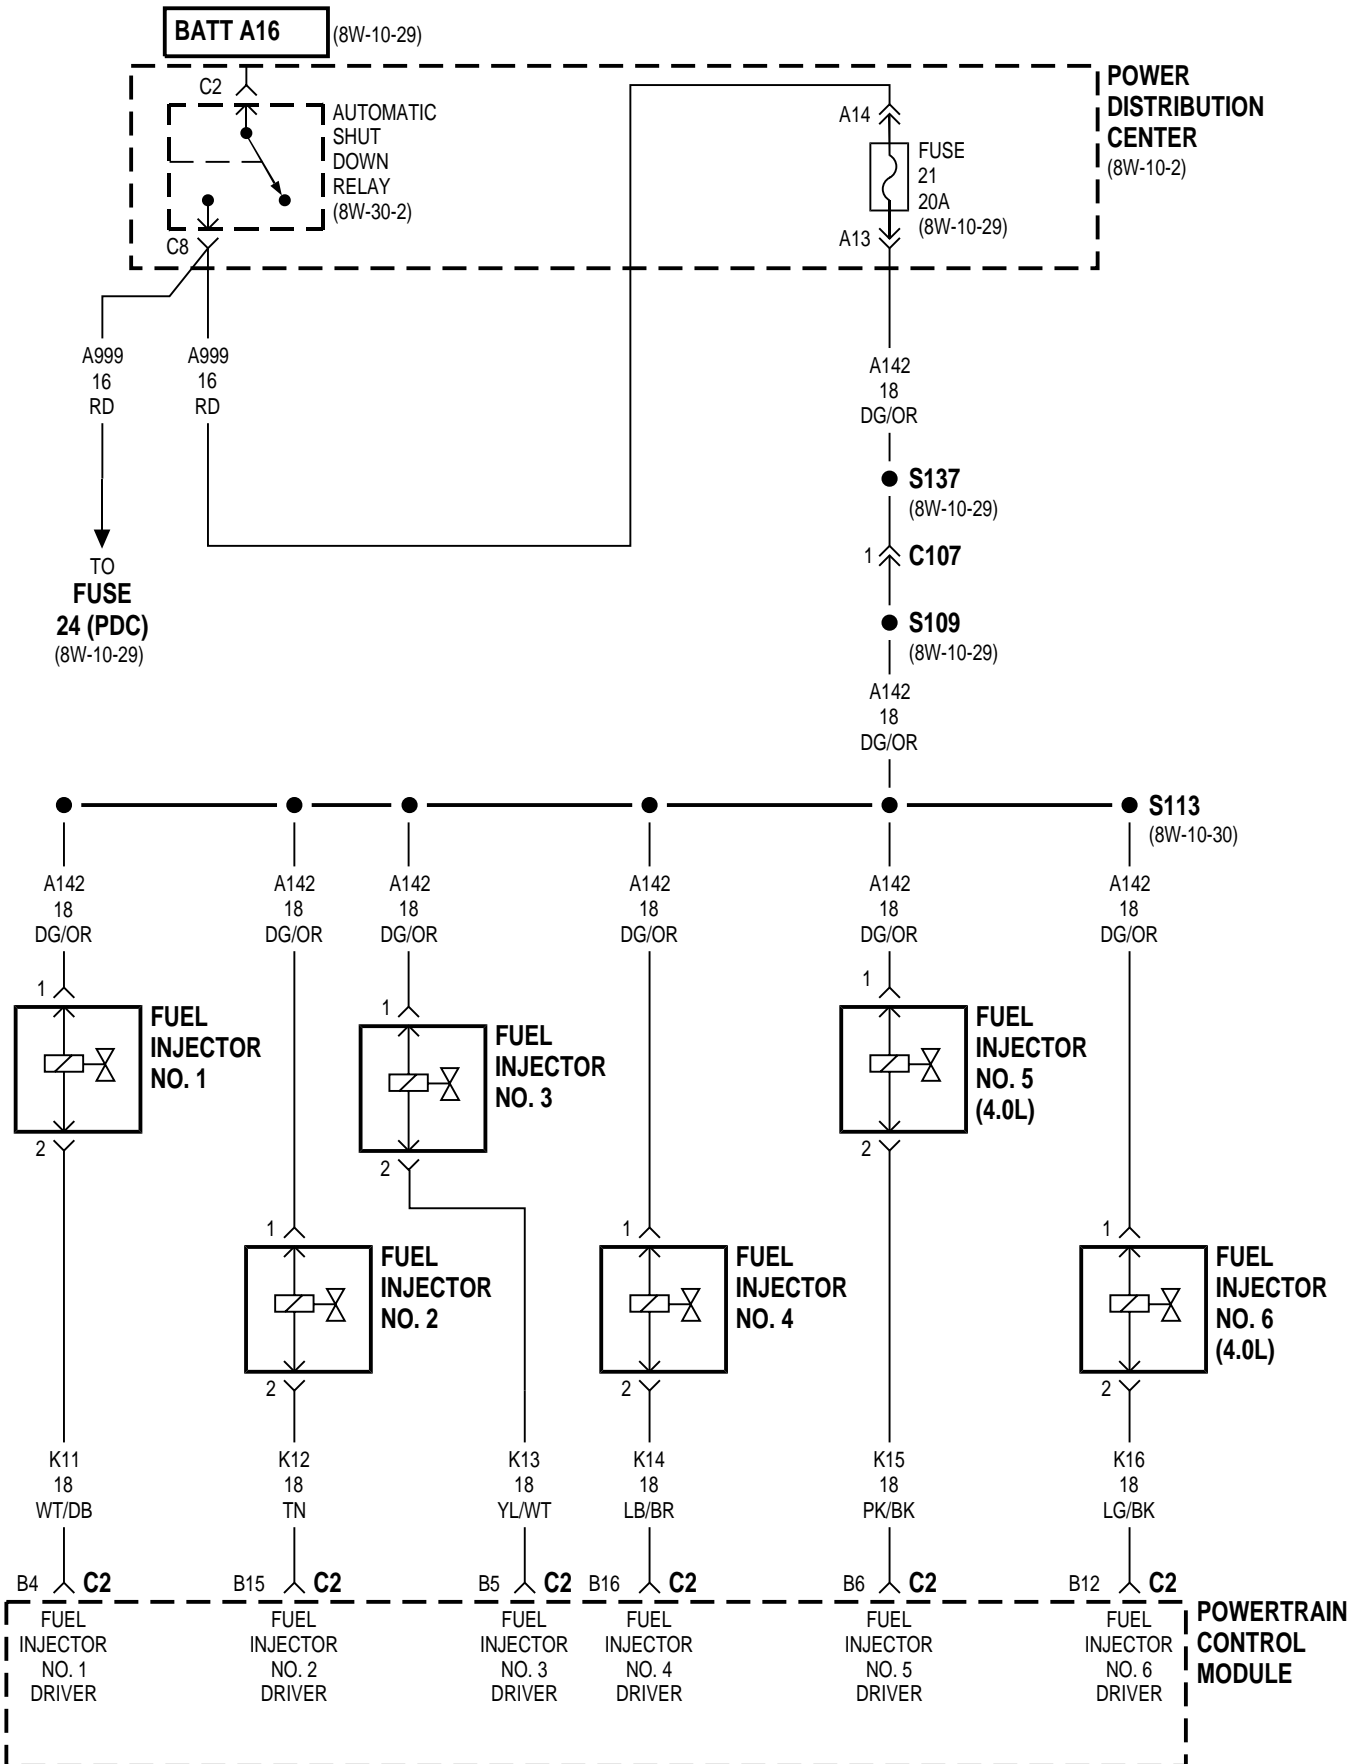 BATT A16
(8W-10-29)
C2
AUTOMATIC
SHUT
DOWN
RELAY
(8W-30-2)
C8
A14
FUSE
21
20A
(8W-10-29)
A13
POWER
DISTRIBUTION
CENTER
(8W-10-2)
A999
16
RD
A999
16
RD
TO
FUSE
24 (PDC)
(8W-10-29)
A142
18
DG/OR
S137
(8W-10-29)
1
C107
S109
(8W-10-29)
A142
18
DG/OR
S113
(8W-10-30)
A142
18
DG/OR
A142
18
DG/OR
A142
18
DG/OR
A142
18
DG/OR
A142
18
DG/OR
A142
18
DG/OR
1
FUEL
INJECTOR
NO. 1
2
1
FUEL
INJECTOR
NO. 3
2
1
FUEL
INJECTOR
NO. 5
(4.0L)
2
1
FUEL
INJECTOR
NO. 2
2
1
FUEL
INJECTOR
NO. 4
2
1
FUEL
INJECTOR
NO. 6
(4.0L)
2
K11
18
WT/DB
K12
18
TN
K13
18
YL/WT
K14
18
LB/BR
K15
18
PK/BK
K16
18
LG/BK
B4
C2
B15
C2
B5
C2
B16
C2
B6
C2
B12
C2
FUEL
INJECTOR
NO. 1
DRIVER
FUEL
INJECTOR
NO. 2
DRIVER
FUEL
INJECTOR
NO. 3
DRIVER
FUEL
INJECTOR
NO. 4
DRIVER
FUEL
INJECTOR
NO. 5
DRIVER
FUEL
INJECTOR
NO. 6
DRIVER
POWERTRAIN
CONTROL
MODULE